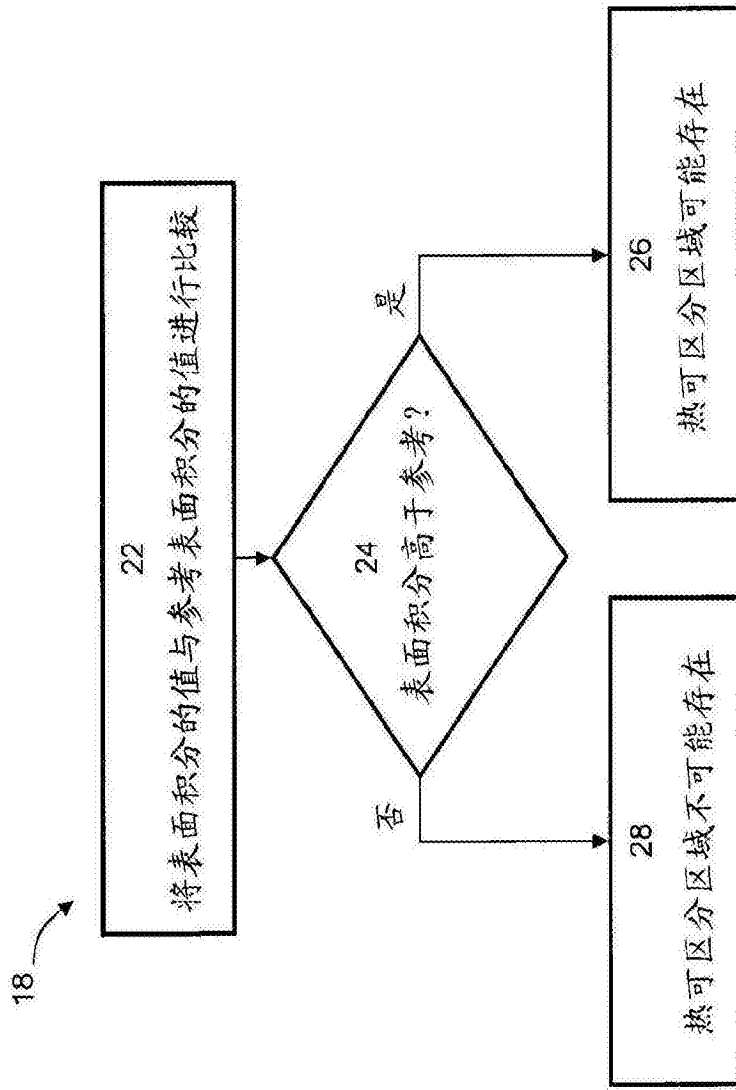 18
22
将表面积分的值与参考表面积分的值进行比较
24
表面积分高于参考?
否
是
28
热可区分区域不可能存在
26
热可区分区域可能存在